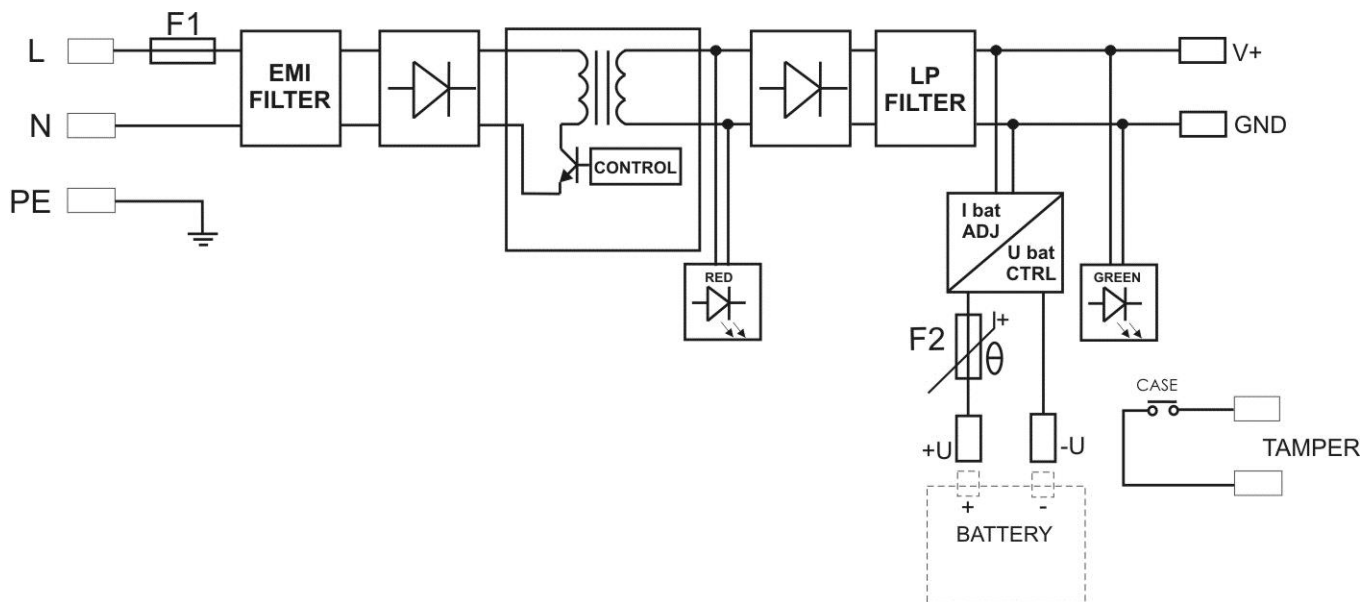 F1
L
N
PE
EMI
FILTER
CONTROL
RED
LP
FILTER
V+
GND
I bat
ADJ
U bat
CTRL
GREEN
F2
I+
θ
+U
-U
+
-
BATTERY
CASE
TAMPER